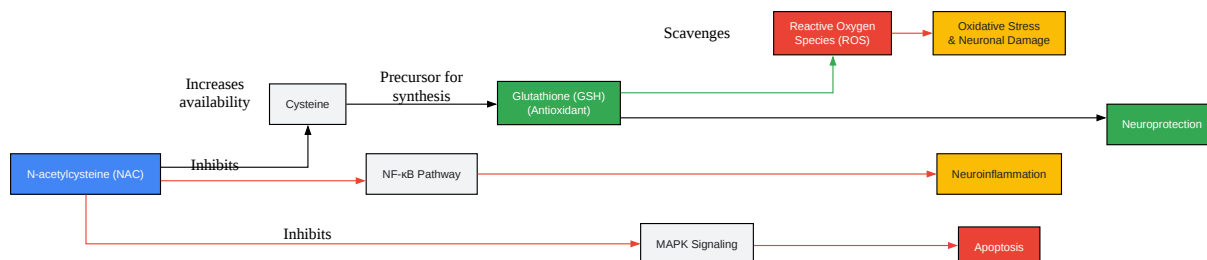 Scavenges
Reactive Oxygen
Species (ROS)
Oxidative Stress
& Neuronal Damage
Increases
availability
Cysteine
Precursor for
synthesis
Glutathione (GSH)
(Antioxidant)
Neuroprotection
N-acetylcysteine (NAC)
Inhibits
NF-κB Pathway
Neuroinflammation
Inhibits
MAPK Signaling
Apoptosis